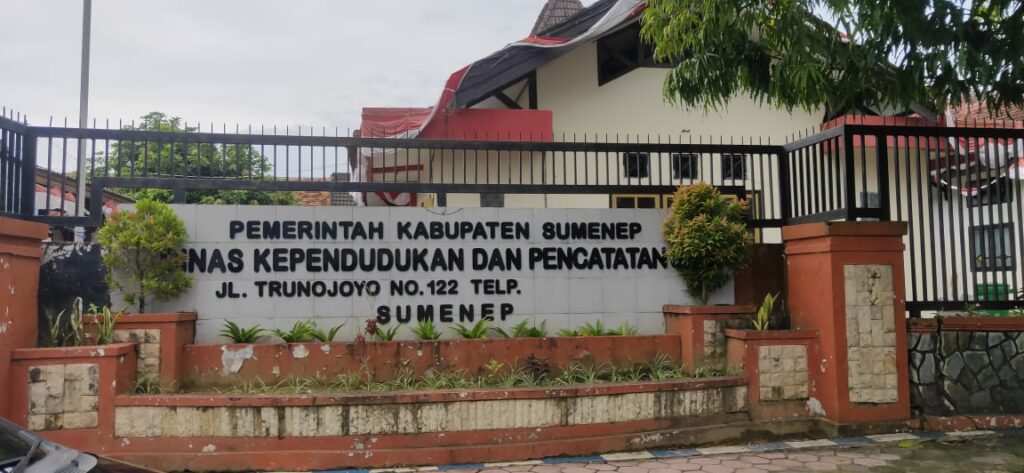 PEMERINTAH KABUPATEN SUMENEP
NAS KEPENDUDUKAN DAN PENCATATAN
JL. TRUNOJOYO NO. 122 TELP.
SUMENEP